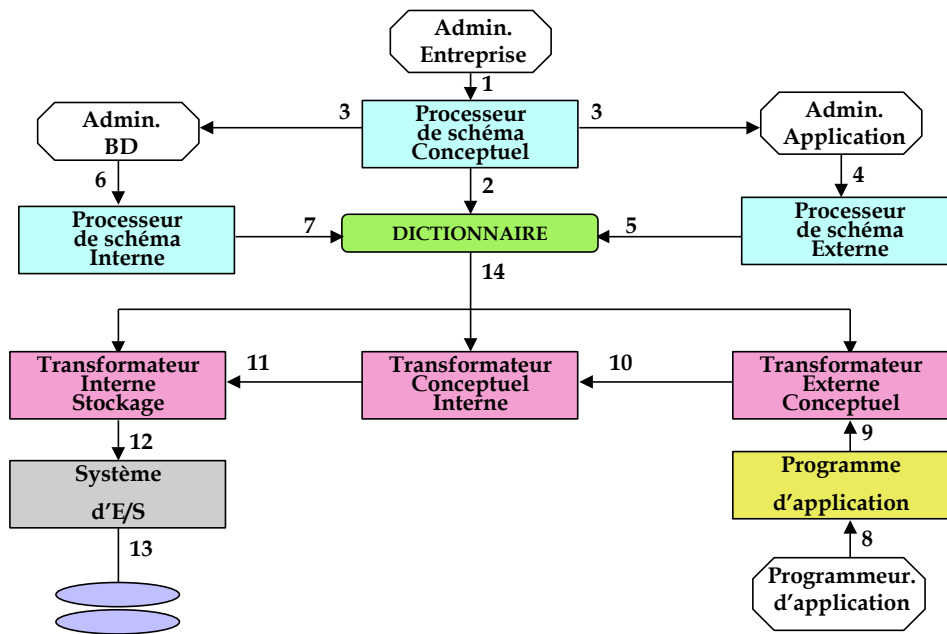 Admin.
Entreprise
1
3
3
Admin.
BD
Processeur
de schéma
Conceptuel
Admin.
Application
6
2
4
Processeur
de schéma
Interne
7
DICTIONNAIRE
5
Processeur
de schéma
Externe
14
Transformateur
Interne
Stockage
11
Transformateur
Conceptuel
Interne
10
Transformateur
Externe
Conceptuel
12
9
Système
d'E/S
Programme
d'application
13
8
Programmeur.
d'application